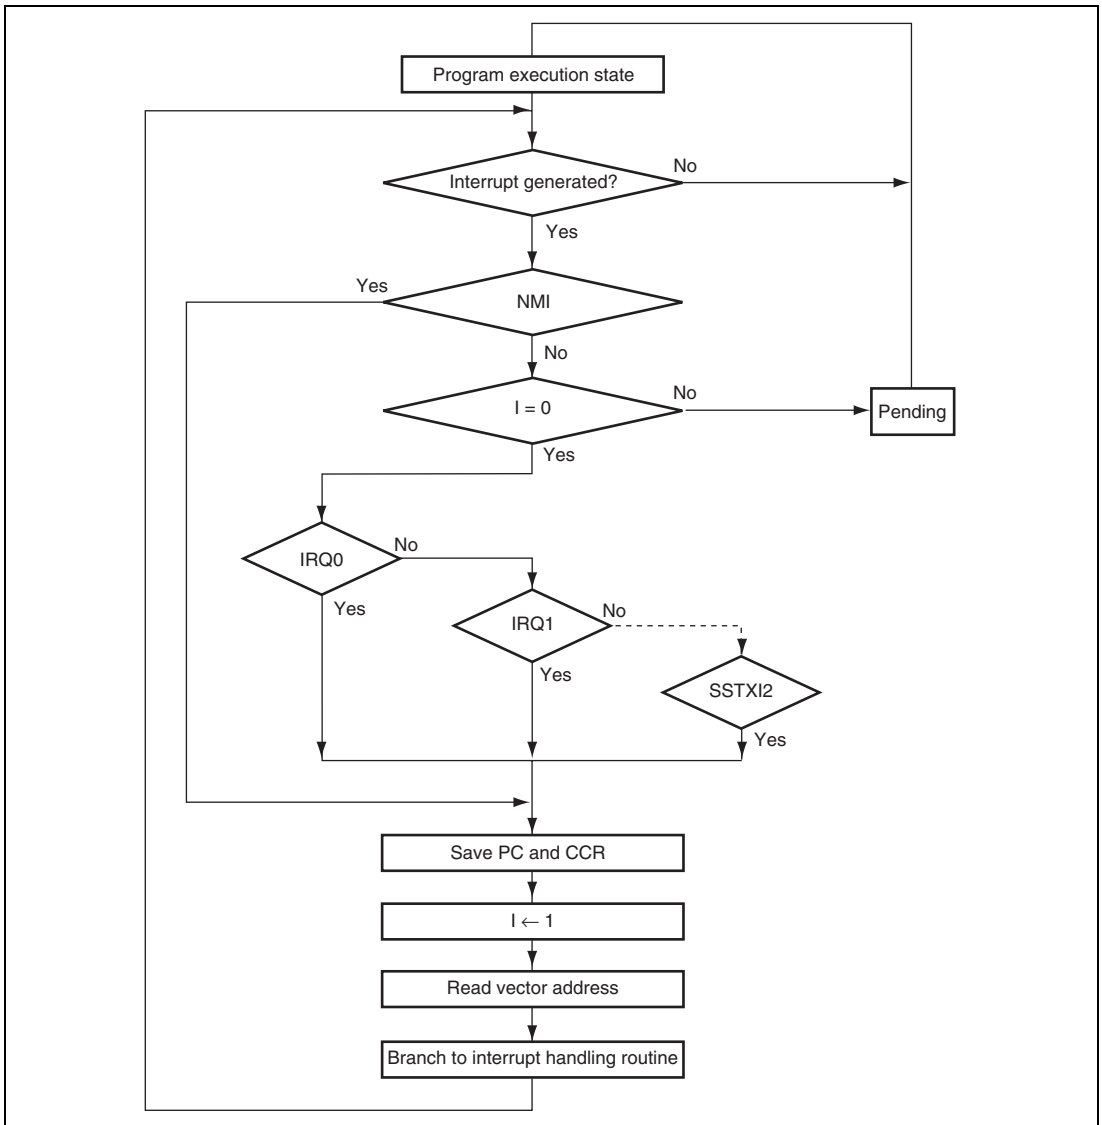 Program execution state
Interrupt generated?
No
Yes
Yes
NMI
No
I = 0
No
Pending
Yes
IRQ0
No
Yes
IRQ1
No
Yes
SSTXI2
Yes
Save PC and CCR
I ← 1
Read vector address
Branch to interrupt handling routine